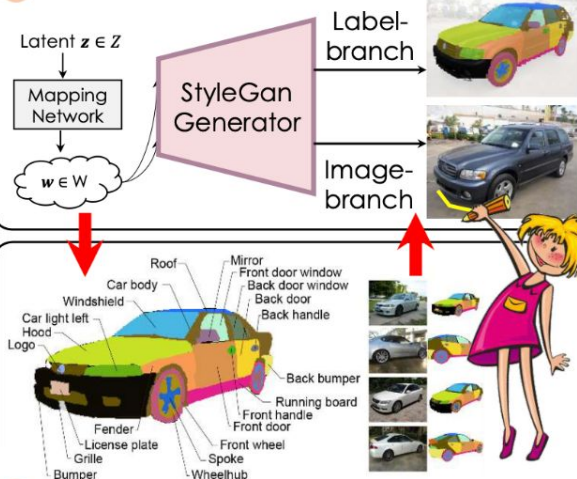 Latent z ∈ Z
Mapping
Network
w ∈ W
StyleGan
Generator
Label-
branch
Image-
branch
Roof
Mirror
Front door window
Car body
Back door window
Windshield
Back door
Car light left
Back handle
Hood
Logo
Back bumper
Running board
Front handle
Fender
Front door
License plate
Front wheel
Grille
Spoke
Bumper
Wheelhub